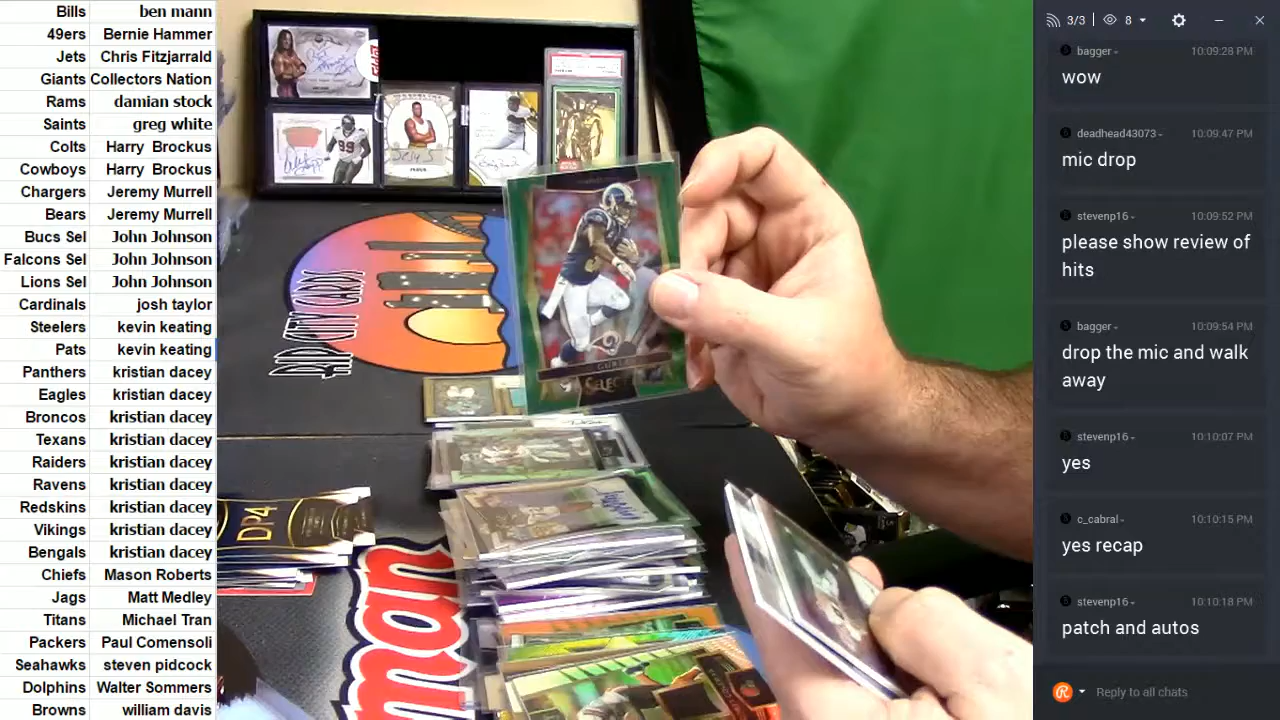 Bills ben mann
49ers Bernie Hammer
Jets Chris Fitzjarrald
Giants Collectors Nation
Rams damian stock
Saints greg white
Colts Harry Brockus
Cowboys Harry Brockus
Chargers Jeremy Murrell
Bears Jeremy Murrell
Bucs Sel John Johnson
Falcons Sel John Johnson
Lions Sel John Johnson
Cardinals josh taylor
Steelers kevin keating
Pats kevin keating
Panthers kristian dacey
Eagles kristian dacey
Broncos kristian dacey
Texans kristian dacey
Raiders kristian dacey
Ravens kristian dacey
Redskins kristian dacey
Vikings kristian dacey
Bengals kristian dacey
Chiefs Mason Roberts
Jags Matt Medley
Titans Michael Tran
Packers Paul Comensoli
Seahawks steven pidcock
Dolphins Walter Sommers
Browns william davis
RIP CITY CARDS
SELECT
DP4
man
99
3/3 8
bagger 10:09:28 PM
wow
deadhead43073 10:09:47 PM
mic drop
stevenp16 10:09:52 PM
please show review of
hits
bagger 10:09:54 PM
drop the mic and walk
away
stevenp16 10:10:07 PM
yes
c_cabral 10:10:15 PM
yes recap
stevenp16 10:10:18 PM
patch and autos
Reply to all chats